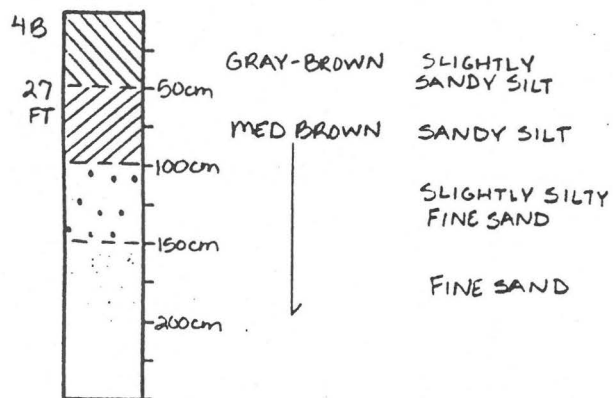 4B
GRAY-BROWN SLIGHTLY
SANDY SILT
27
FT
50cm
MED BROWN SANDY SILT
100cm
SLIGHTLY SILTY
FINE SAND
150cm
FINE SAND
200cm